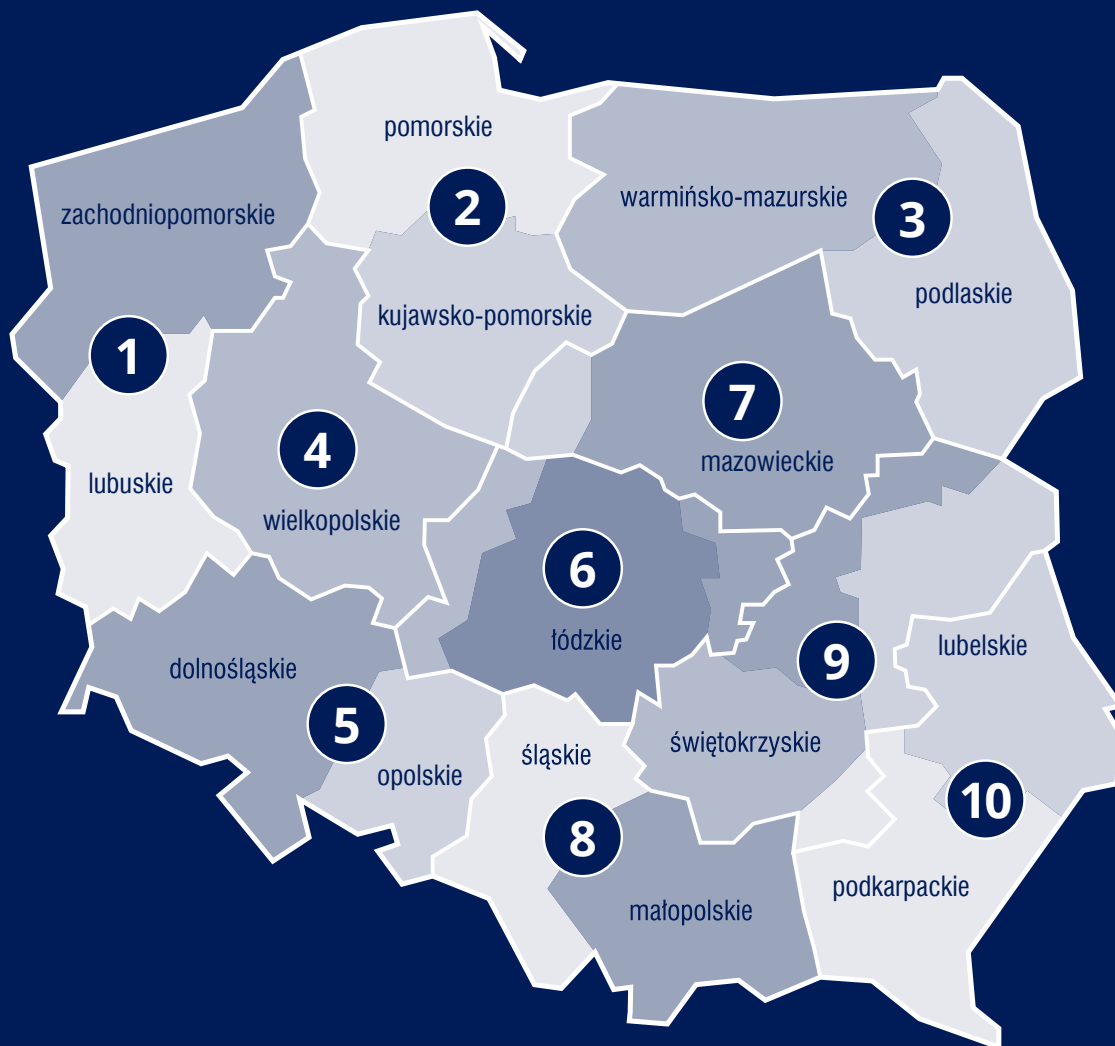 pomorskie
zachodniopomorskie
2
warmińsko-mazurskie
3
podlaskie
kujawsko-pomorskie
1
7
mazowieckie
4
lubuskie
wielkopolskie
6
łódzkie
lubelskie
9
dolnośląskie
5
opolskie
śląskie
świętokrzyskie
10
8
podkarpackie
małopolskie